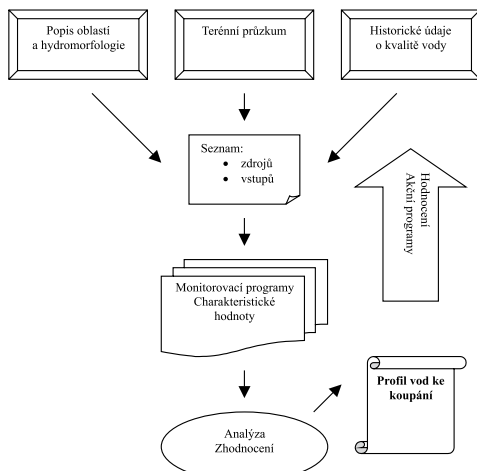 Popis oblastí
a hydromorfologie
Terénní průzkum
Historické údaje
o kvalitě vody
Seznam:
• zdrojů
• vstupů
Hodnocení
Akční programy
Monitorovací programy
Charakteristické
hodnoty
Profil vod ke
koupání
Analýza
Zhodnocení